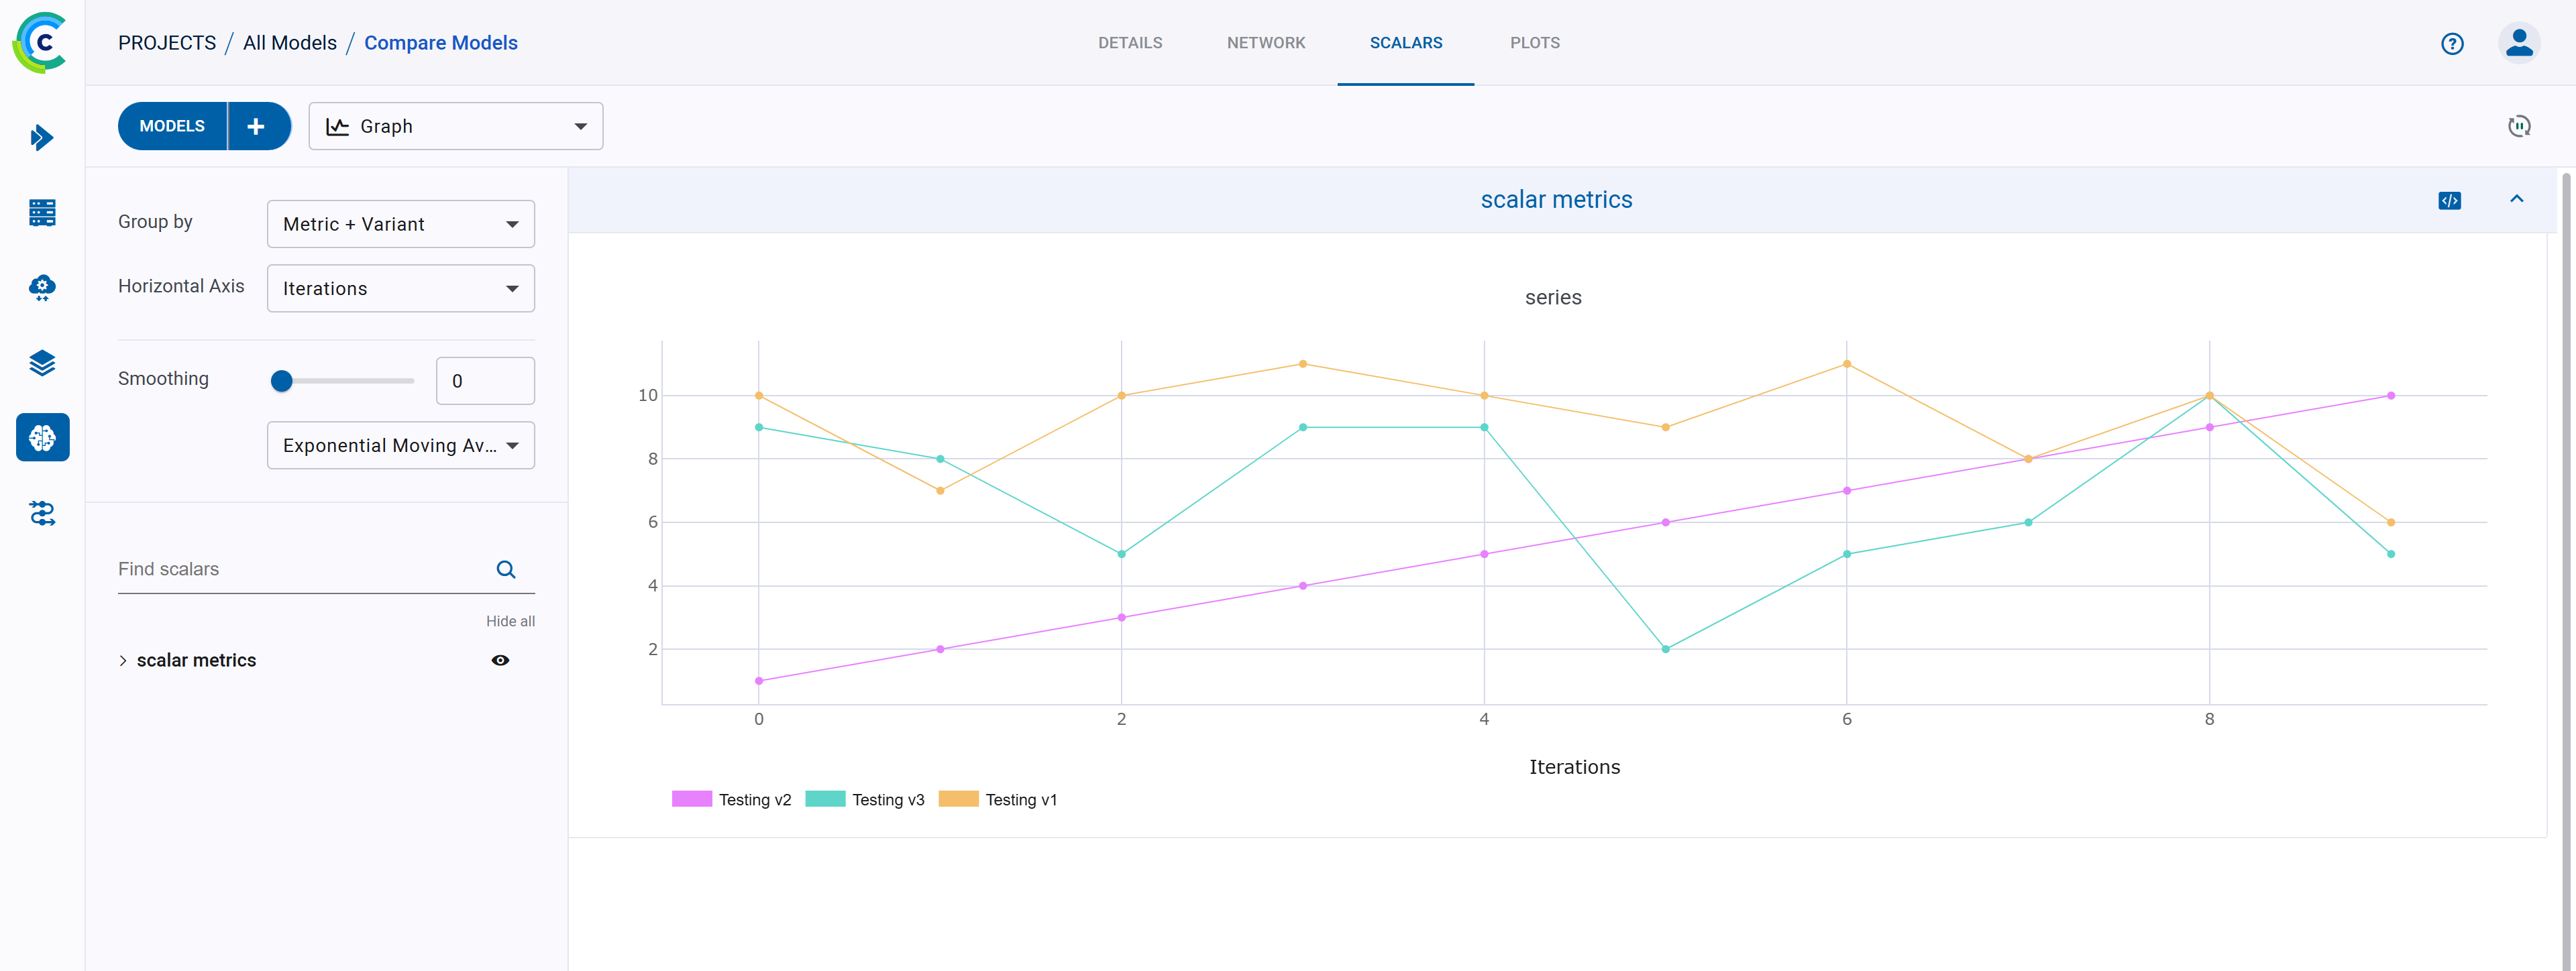 PROJECTS / All Models / Compare Models
DETAILS NETWORK SCALARS PLOTS
MODELS + Graph
Group by Metric + Variant
Horizontal Axis Iterations
Smoothing 0
Exponential Moving Av...
Find scalars
Hide all
scalar metrics
scalar metrics
series
10
8
6
4
2
0 2 4 6 8
Iterations
Testing v2 Testing v3 Testing v1